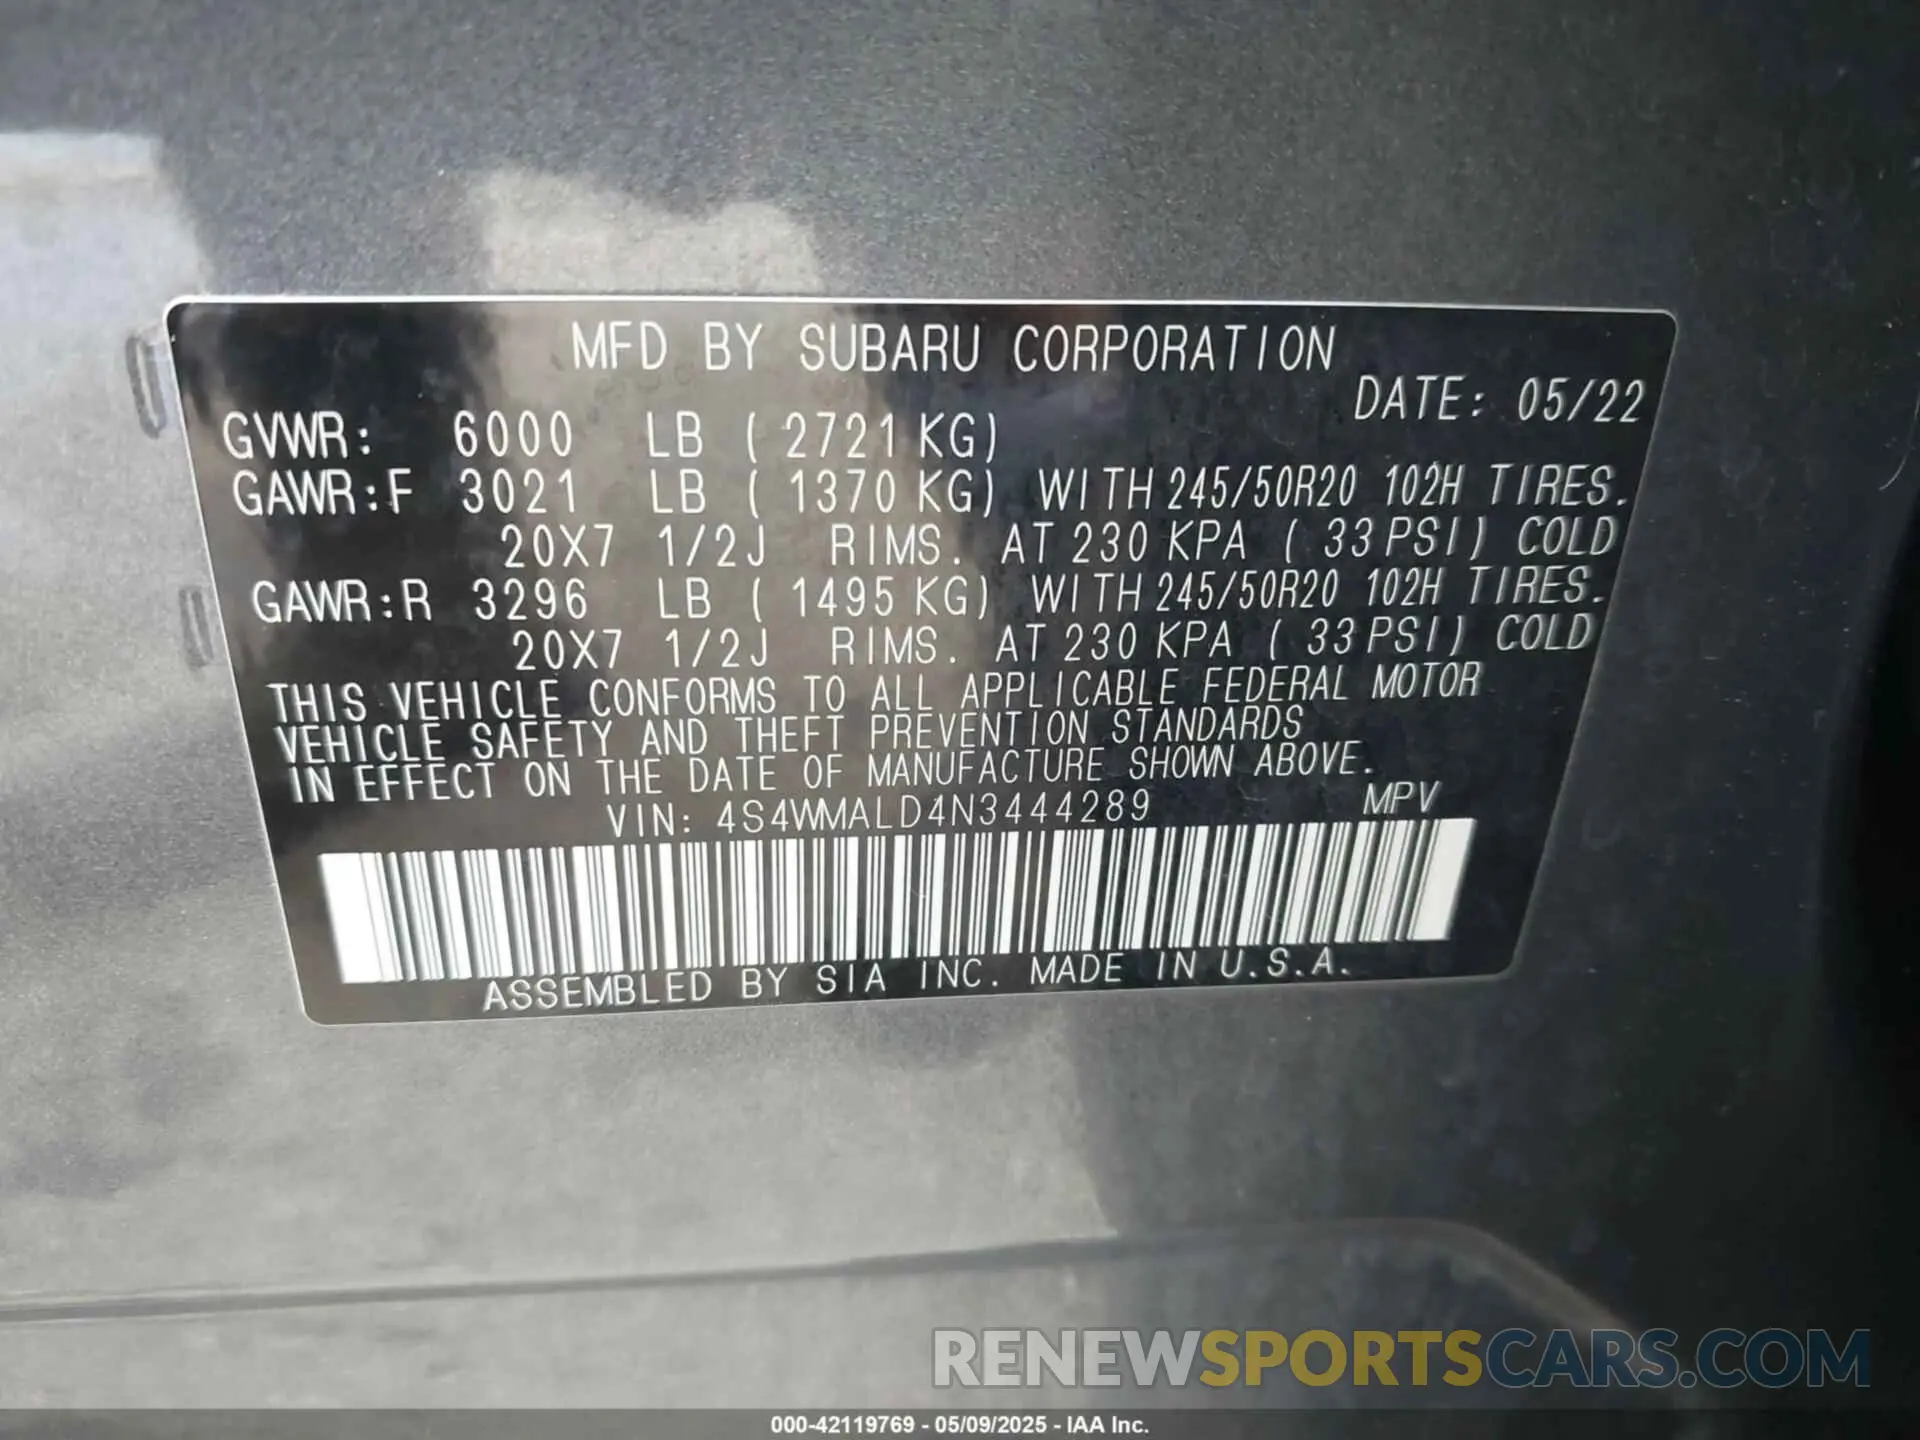 MFD BY SUBARU CORPORATION
DATE: 05/22
GVWR: 6000 LB ( 2721 KG)
GAWR:F 3021 LB ( 1370 KG) WITH 245/50R20 102H TIRES.
20X7 1/2J RIMS. AT 230 KPA ( 33 PSI) COLD
GAWR:R 3296 LB ( 1495 KG) WITH 245/50R20 102H TIRES.
20X7 1/2J RIMS. AT 230 KPA ( 33 PSI) COLD
THIS VEHICLE CONFORMS TO ALL APPLICABLE FEDERAL MOTOR
VEHICLE SAFETY AND THEFT PREVENTION STANDARDS
IN EFFECT ON THE DATE OF MANUFACTURE SHOWN ABOVE.
VIN: 4S4WMALD4N3444289 MPV
ASSEMBLED BY SIA INC. MADE IN U.S.A.
RENEWSPORTSCARS.COM
000-42119769 - 05/09/2025 - IAA Inc.